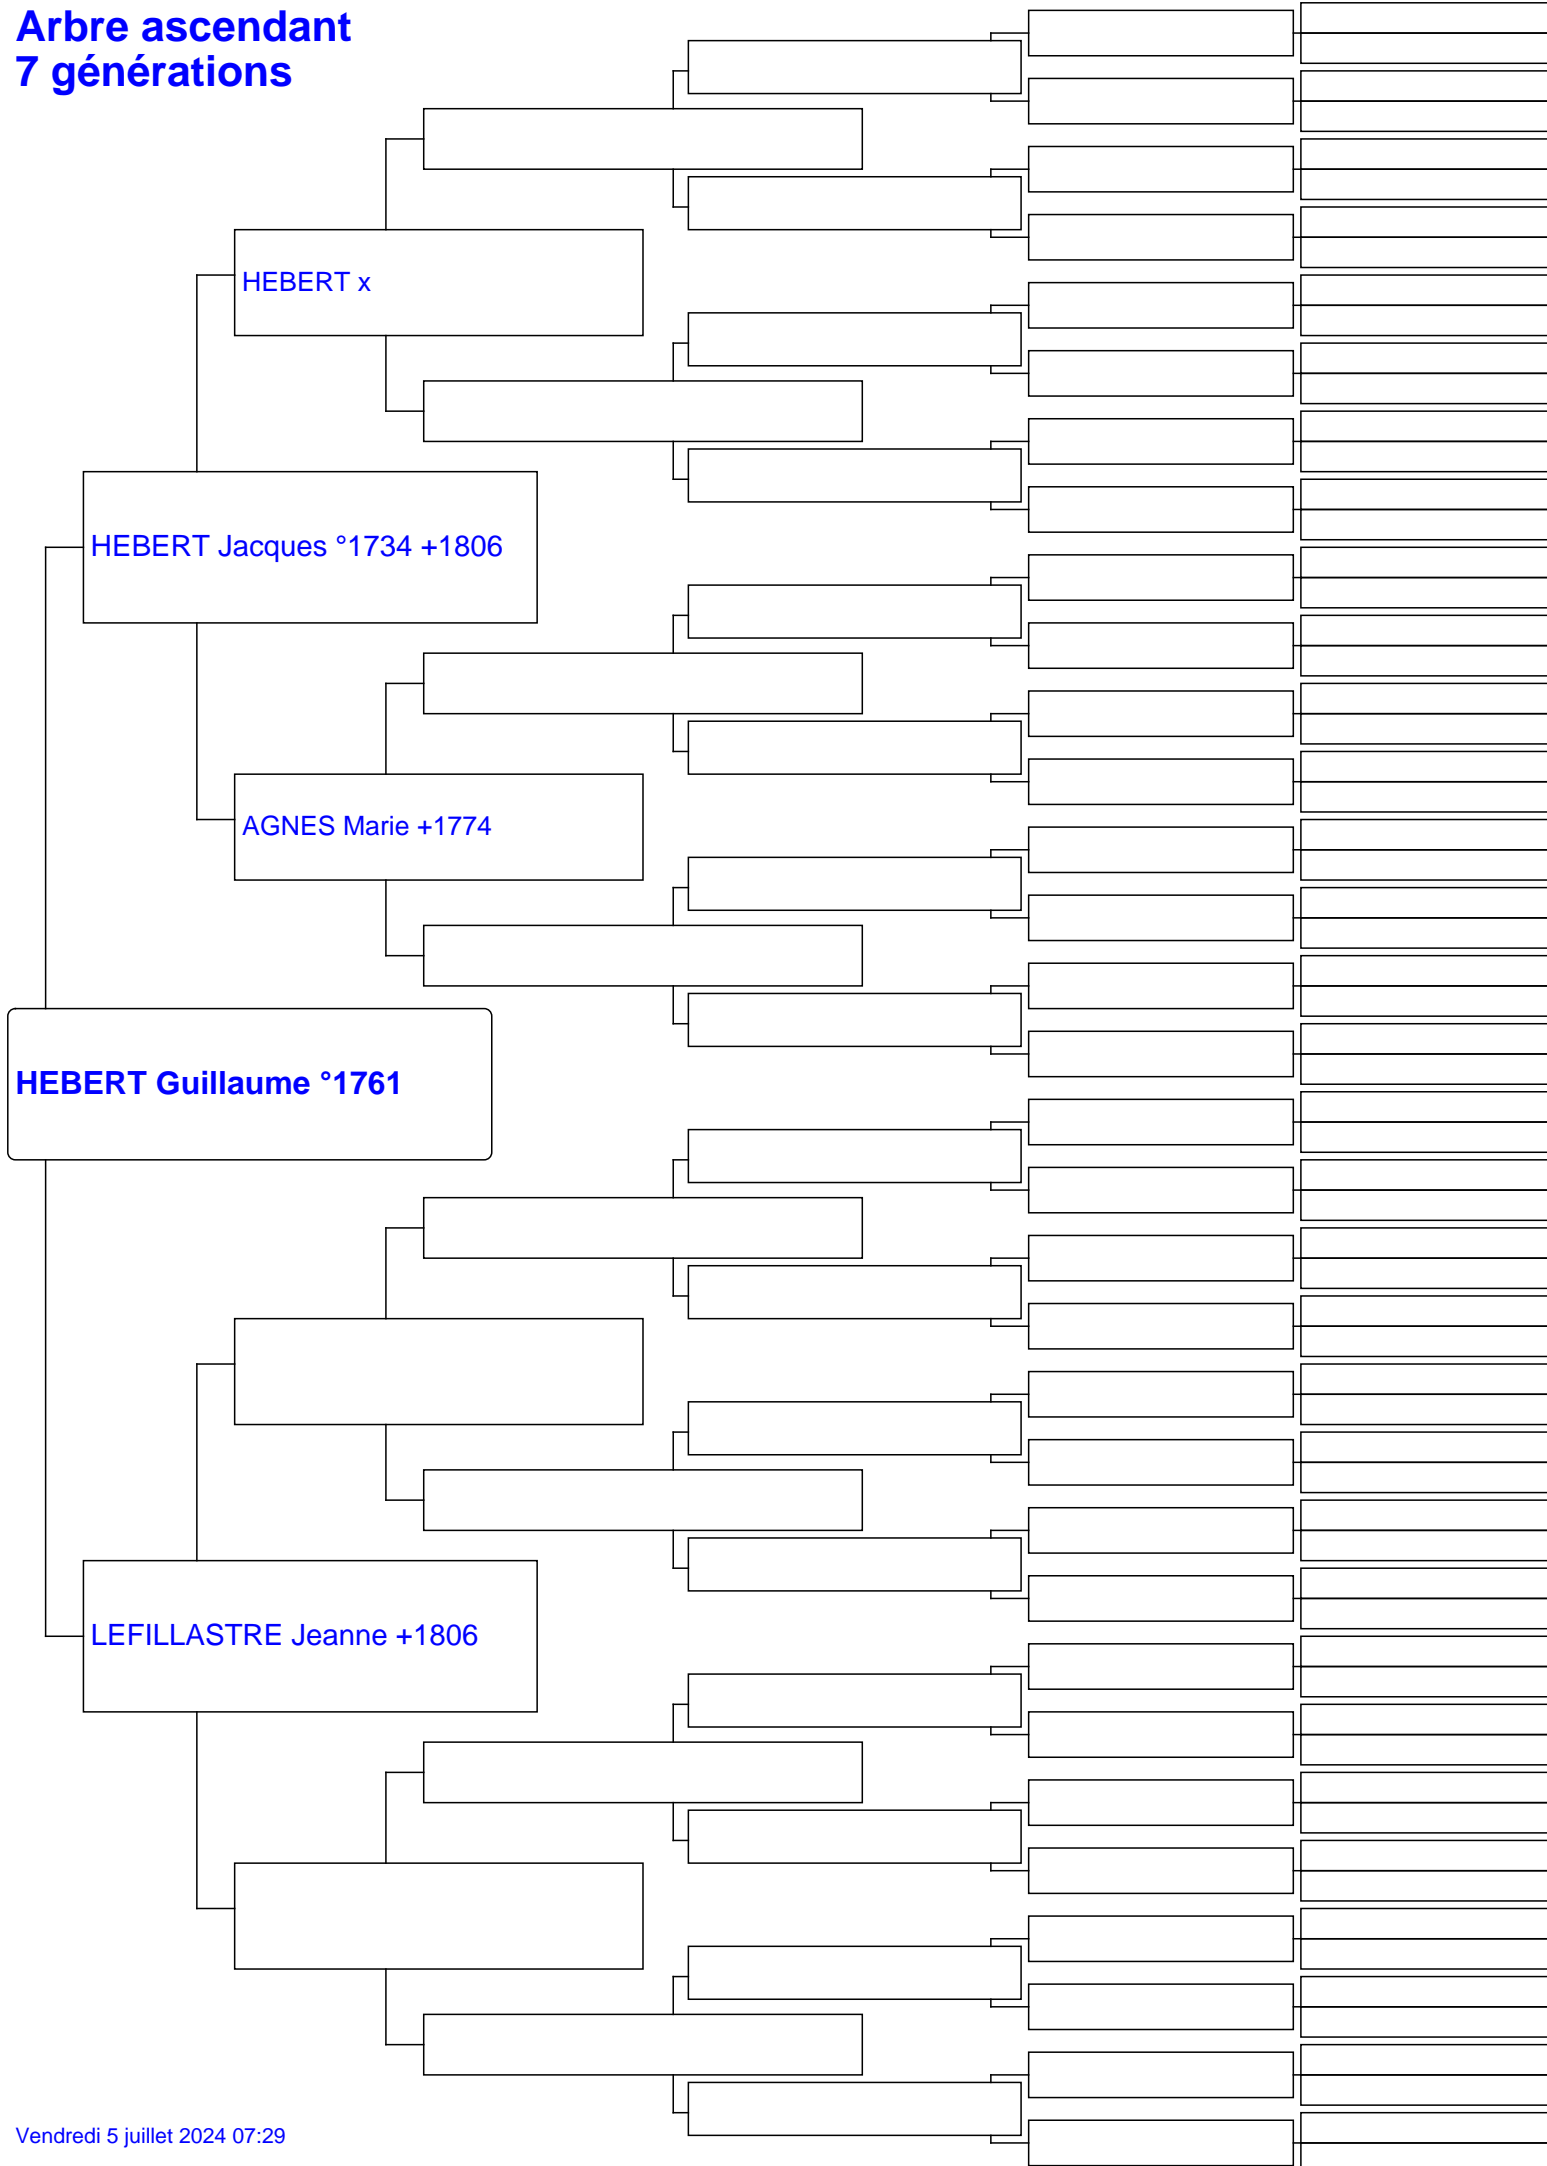 Arbre ascendant
7 générations
HEBERT x
HEBERT Jacques °1734 +1806
AGNES Marie +1774
HEBERT Guillaume °1761
LEFILLASTRE Jeanne +1806
Vendredi 5 juillet 2024 07:29